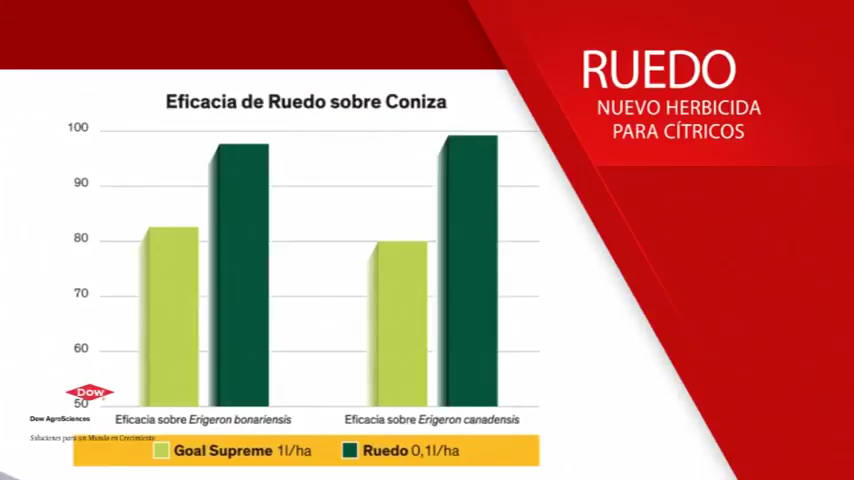 RUEDO
NUEVO HERBICIDA
PARA CÍTRICOS
Eficacia de Ruedo sobre Coniza
100
90
80
70
60
50
Eficacia sobre Erigeron bonariensis
Eficacia sobre Erigeron canadensis
Goal Supreme 1l/ha
Ruedo 0,1l/ha
Dow
Dow AgroSciences
Soluciones para un Mundo en Crecimiento